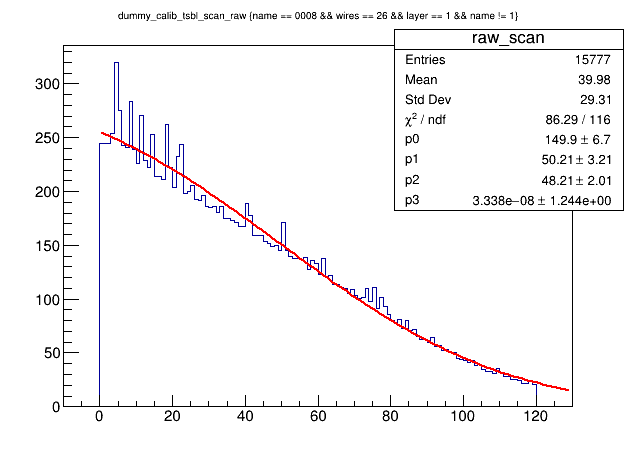 dummy_calib_tsbl_scan_raw {name == 0008 && wires == 26 && layer == 1 && name != 1}
raw_scan
Entries 15777
Mean 39.98
Std Dev 29.31
χ² / ndf 86.29 / 116
p0 149.9 ± 6.7
p1 50.21 ± 3.21
p2 48.21 ± 2.01
p3 3.338e−08 ± 1.244e+00
300
250
200
150
100
50
0
0 20 40 60 80 100 120